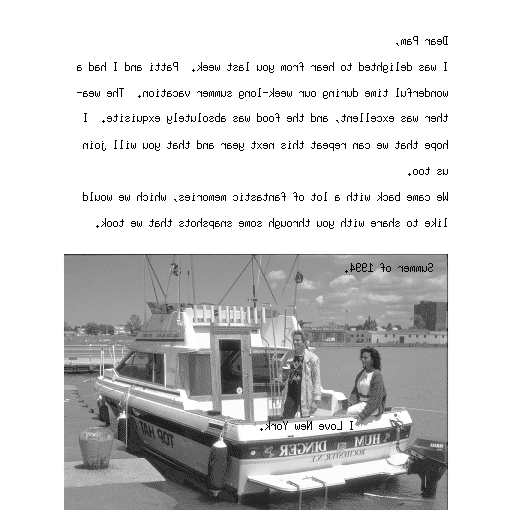 Dear Pam,
I was delighted to hear from you last week. Patti and I had a
wonderful time during our week-long summer vacation. The wea-
ther was excellent, and the food was absolutely exquisite. I
hope that we can repeat this next year and that you will join
us too.
We came back with a lot of fantastic memories, which we would
like to share with you through some snapshots that we took.
Summer of 1994.
I Love New York.
TOP HAT
HUM DINGER
ROCHESTER, N.Y.
YAMAHA